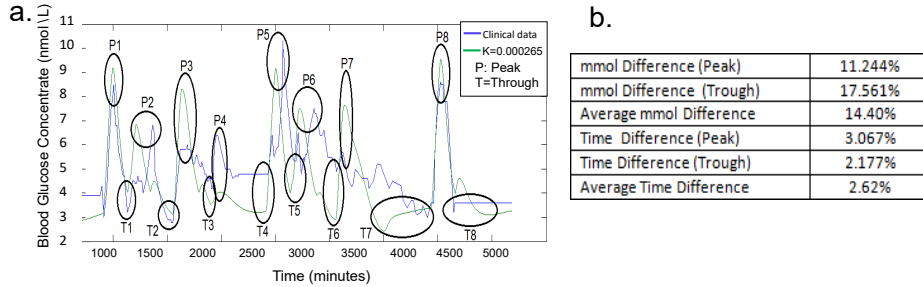 a.
b.
Blood Glucose Concentrate (nmol \L)
11
10
9
8
7
6
5
4
3
2
P1
P2
P3
P4
P5
P6
P7
P8
T1
T2
T3
T4
T5
T6
T7
T8
Clinical data
K=0.000265
P: Peak
T=Through
1000 1500 2000 2500 3000 3500 4000 4500 5000
Time (minutes)
mmol Difference (Peak) 11.244%
mmol Difference (Trough) 17.561%
Average mmol Difference 14.40%
Time Difference (Peak) 3.067%
Time Difference (Trough) 2.177%
Average Time Difference 2.62%